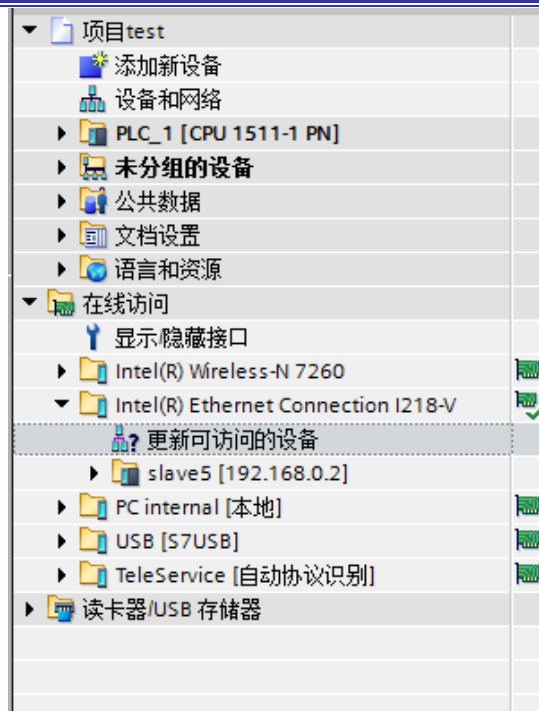 项目test
添加新设备
设备和网络
PLC_1 [CPU 1511-1 PN]
未分组的设备
公共数据
文档设置
语言和资源
在线访问
显示/隐藏接口
Intel(R) Wireless-N 7260
Intel(R) Ethernet Connection I218-V
更新可访问的设备
slave5 [192.168.0.2]
PC internal [本地]
USB [S7USB]
TeleService [自动协议识别]
读卡器/USB 存储器